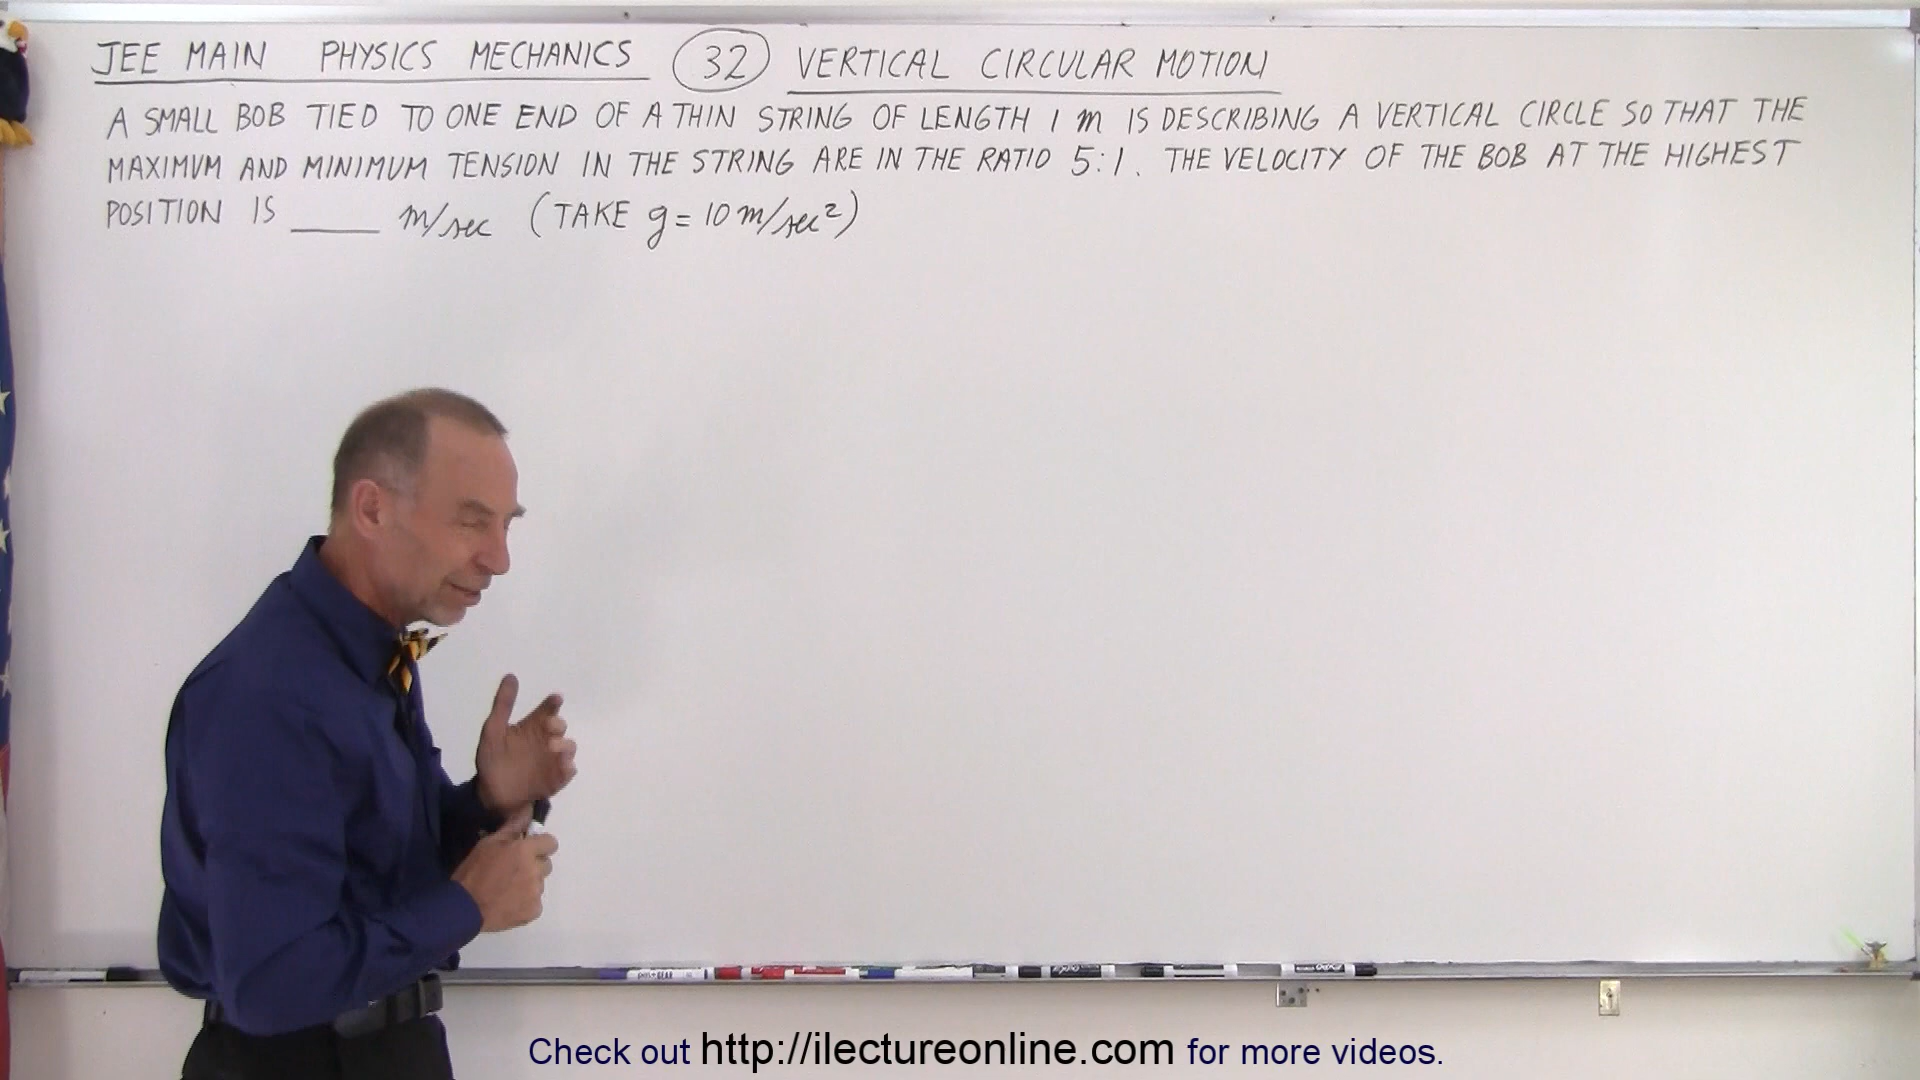 JEE MAIN PHYSICS MECHANICS 32 VERTICAL CIRCULAR MOTION
A SMALL BOB TIED TO ONE END OF A THIN STRING OF LENGTH 1 m IS DESCRIBING A VERTICAL CIRCLE SO THAT THE
MAXIMUM AND MINIMUM TENSION IN THE STRING ARE IN THE RATIO 5:1. THE VELOCITY OF THE BOB AT THE HIGHEST
POSITION IS ____ m/sec (TAKE g = 10 m/sec²)
Check out http://ilectureonline.com for more videos.